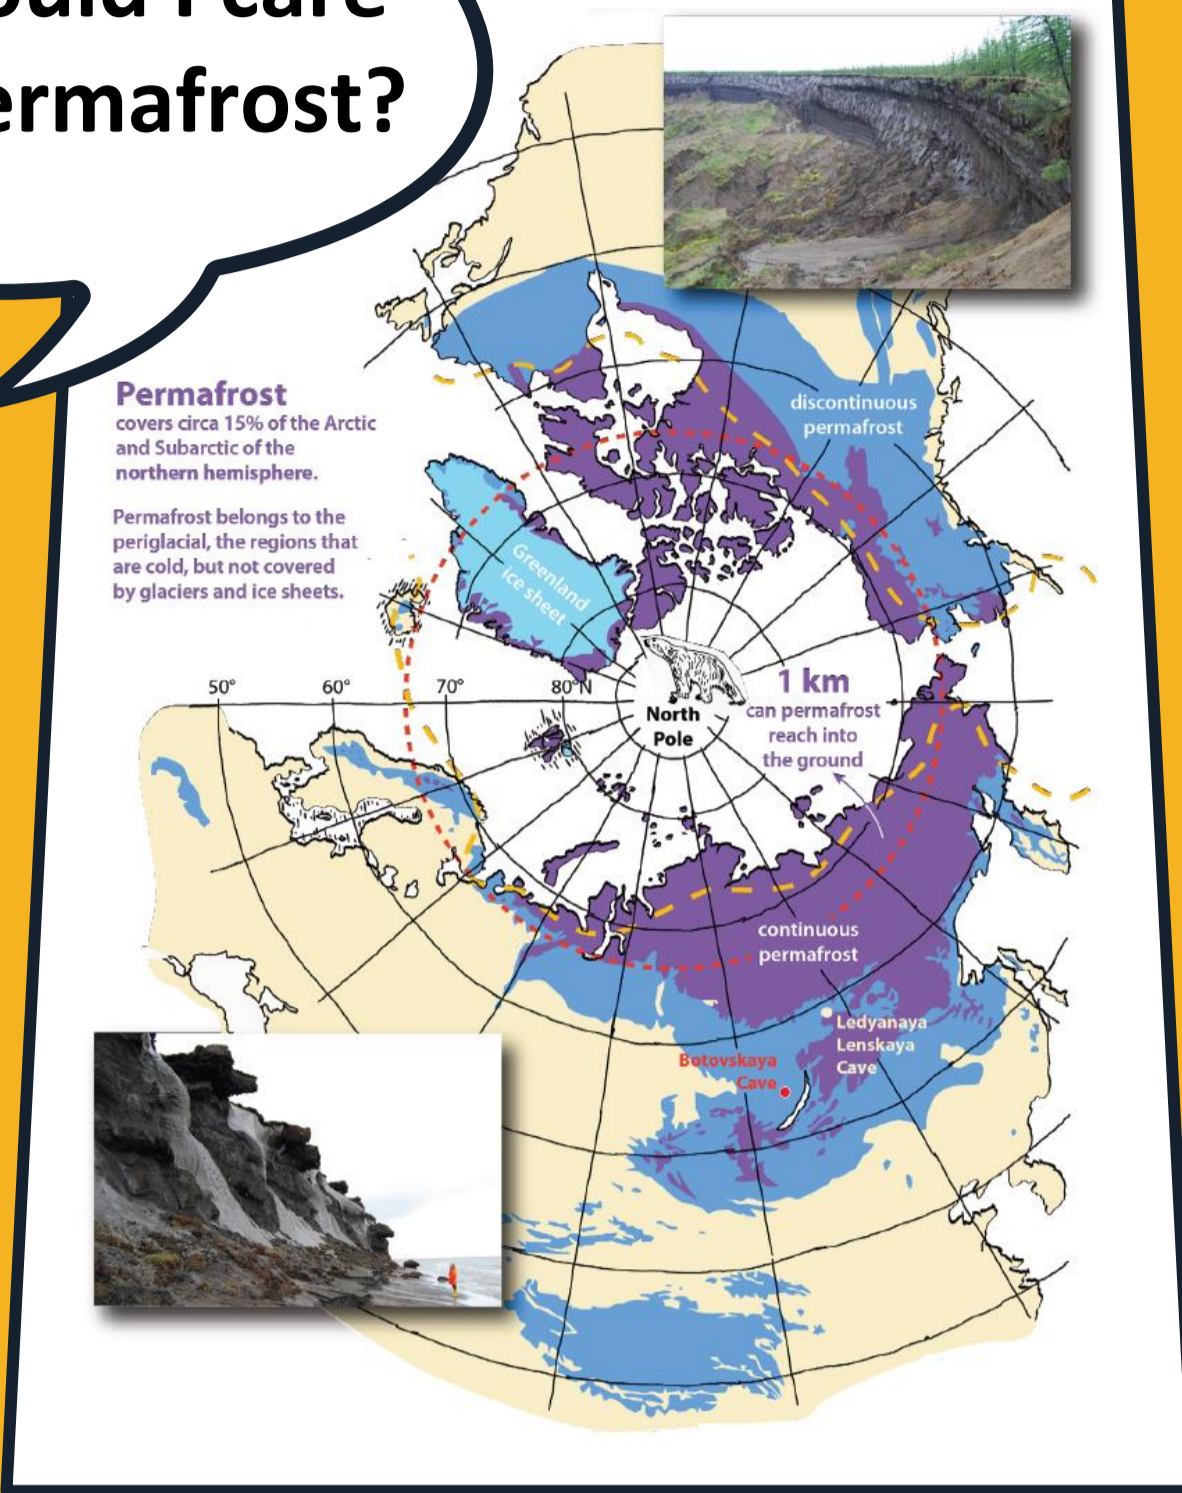 ould I care
ermafrost?
Permafrost
covers circa 15% of the Arctic
and Subarctic of the
northern hemisphere.
Permafrost belongs to the
periglacial, the regions that
are cold, but not covered
by glaciers and ice sheets.
discontinuous
permafrost
Greenland
ice sheet
50°
60°
70°
80°N
North
Pole
1 km
can permafrost
reach into
the ground
continuous
permafrost
Ledyanaya
Lenskaya
Cave
Botovskaya
Cave